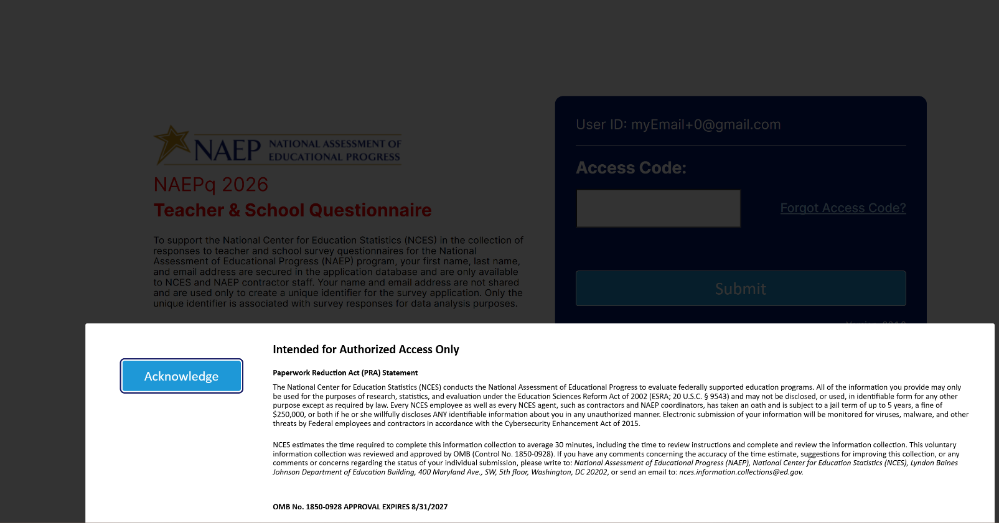 User ID: myEmail+0@gmail.com
NAEP NATIONAL ASSESSMENT OF
EDUCATIONAL PROGRESS
Access Code:
NAEPq 2026
Teacher & School Questionnaire
Forgot Access Code?
To support the National Center for Education Statistics (NCES) in the collection of
responses to teacher and school survey questionnaires for the National
Assessment of Educational Progress (NAEP) program, your first name, last name,
and email address are secured in the application database and are only available
to NCES and NAEP contractor staff. Your name and email address are not shared
and are used only to create a unique identifier for the survey application. Only the
unique identifier is associated with survey responses for data analysis purposes.
Submit
Intended for Authorized Access Only
Acknowledge
Paperwork Reduction Act (PRA) Statement
The National Center for Education Statistics (NCES) conducts the National Assessment of Educational Progress to evaluate federally supported education programs. All of the information you provide may only
be used for the purposes of research, statistics, and evaluation under the Education Sciences Reform Act of 2002 (ESRA; 20 U.S.C. § 9543) and may not be disclosed, or used, in identifiable form for any other
purpose except as required by law. Every NCES employee as well as every NCES agent, such as contractors and NAEP coordinators, has taken an oath and is subject to a jail term of up to 5 years, a fine of
$250,000, or both if he or she willfully discloses ANY identifiable information about you in any unauthorized manner. Electronic submission of your information will be monitored for viruses, malware, and other
threats by Federal employees and contractors in accordance with the Cybersecurity Enhancement Act of 2015.
NCES estimates the time required to complete this information collection to average 30 minutes, including the time to review instructions and complete and review the information collection. This voluntary
information collection was reviewed and approved by OMB (Control No. 1850-0928). If you have any comments concerning the accuracy of the time estimate, suggestions for improving this collection, or any
comments or concerns regarding the status of your individual submission, please write to: National Assessment of Educational Progress (NAEP), National Center for Education Statistics (NCES), Lyndon Baines
Johnson Department of Education Building, 400 Maryland Ave., SW, 5th floor, Washington, DC 20202, or send an email to: nces.information.collections@ed.gov.
OMB No. 1850-0928 APPROVAL EXPIRES 8/31/2027